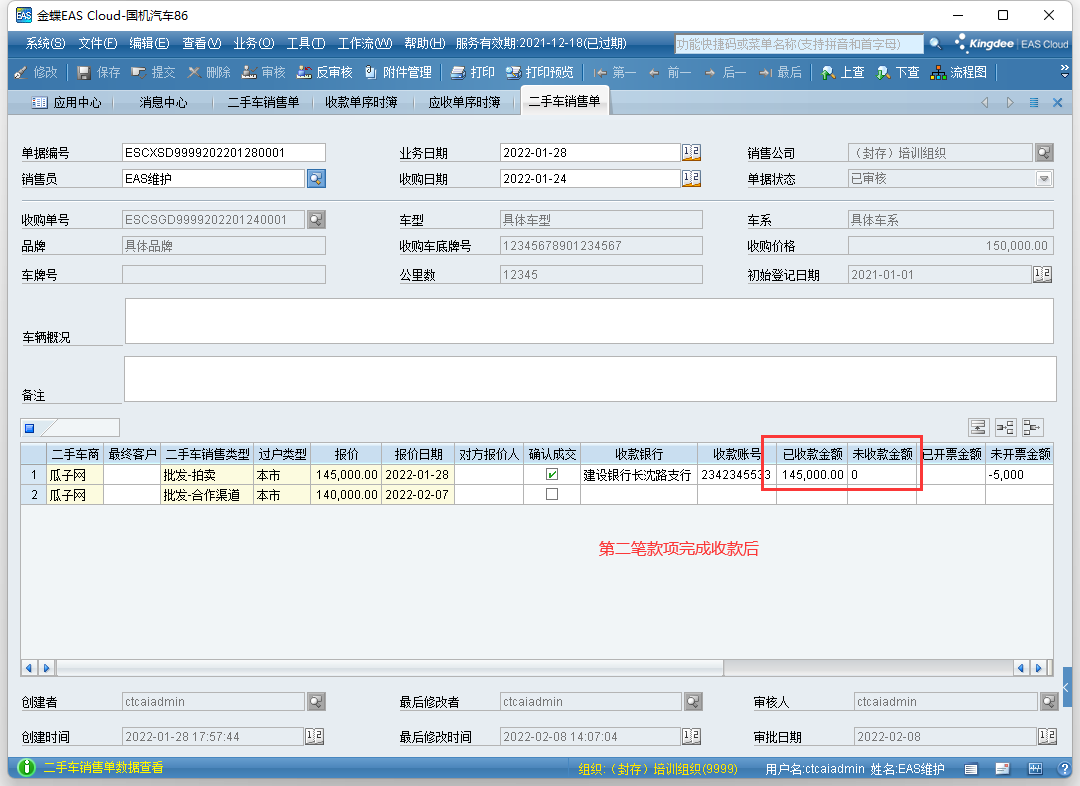 金蝶EAS Cloud-国机汽车86
系统(S) 文件(F) 编辑(E) 查看(V) 业务(O) 工具(T) 工作流(W) 帮助(H) 服务有效期:2021-12-18(已过期) 功能快捷码或菜单名称(支持拼音和首字母) Kingdee EAS Cloud
修改 保存 提交 删除 审核 反审核 附件管理 打印 打印预览 第一 前一 后一 最后 上查 下查 流程图
应用中心 消息中心 二手车销售单 收款单序时簿 应收单序时簿 二手车销售单
单据编号 ESCXSD9999202201280001 业务日期 2022-01-28 销售公司 （封存）培训组织
销售员 EAS维护 收购日期 2022-01-24 单据状态 已审核
收购单号 ESCSGD9999202201240001 车型 具体车型 车系 具体车系
品牌 具体品牌 收购车底牌号 12345678901234567 收购价格 150,000.00
车牌号 公里数 12345 初始登记日期 2021-01-01
车辆概况
备注
二手车商 最终客户 二手车销售类型 过户类型 报价 报价日期 对方报价人 确认成交 收款银行 收款账号 已收款金额 未收款金额 已开票金额 未开票金额
1 瓜子网 批发-拍卖 本市 145,000.00 2022-01-28 建设银行长沈路支行 2342345533 145,000.00 0 -5,000
2 瓜子网 批发-合作渠道 本市 140,000.00 2022-02-07
第二笔款项完成收款后
创建者 ctcaiadmin 最后修改者 ctcaiadmin 审核人 ctcaiadmin
创建时间 2022-01-28 17:57:44 最后修改时间 2022-02-08 14:07:04 审批日期 2022-02-08
二手车销售单数据查看 组织:（封存）培训组织(9999) 用户名:ctcaiadmin 姓名:EAS维护